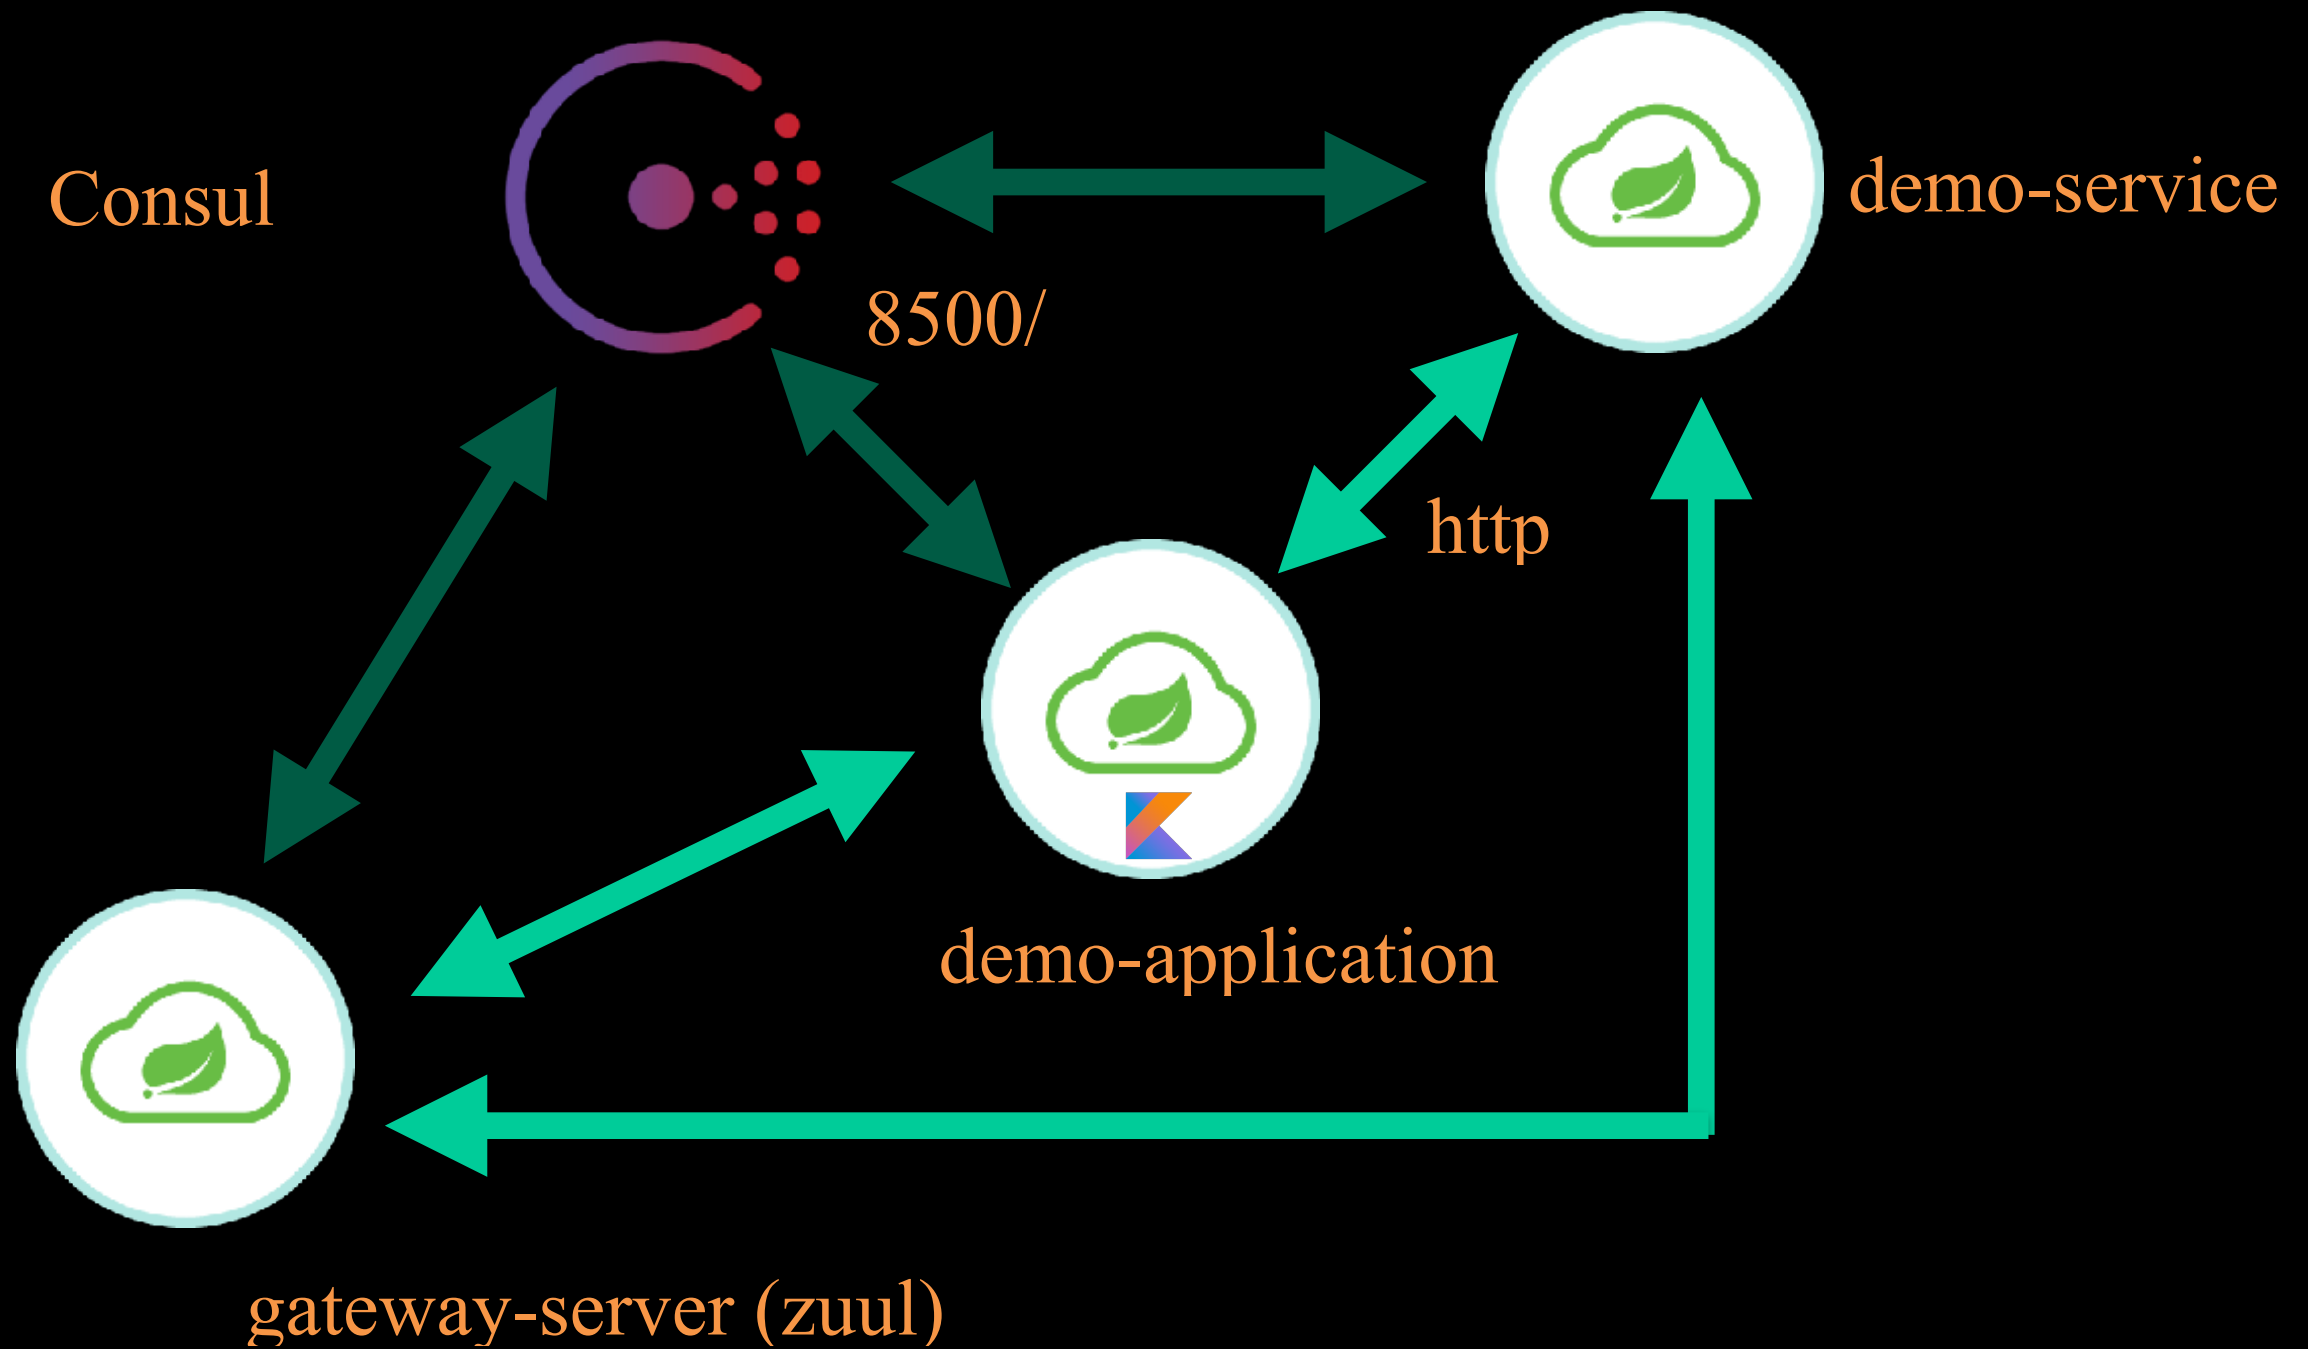 Consul
demo-service
8500/
http
demo-application
gateway-server (zuul)